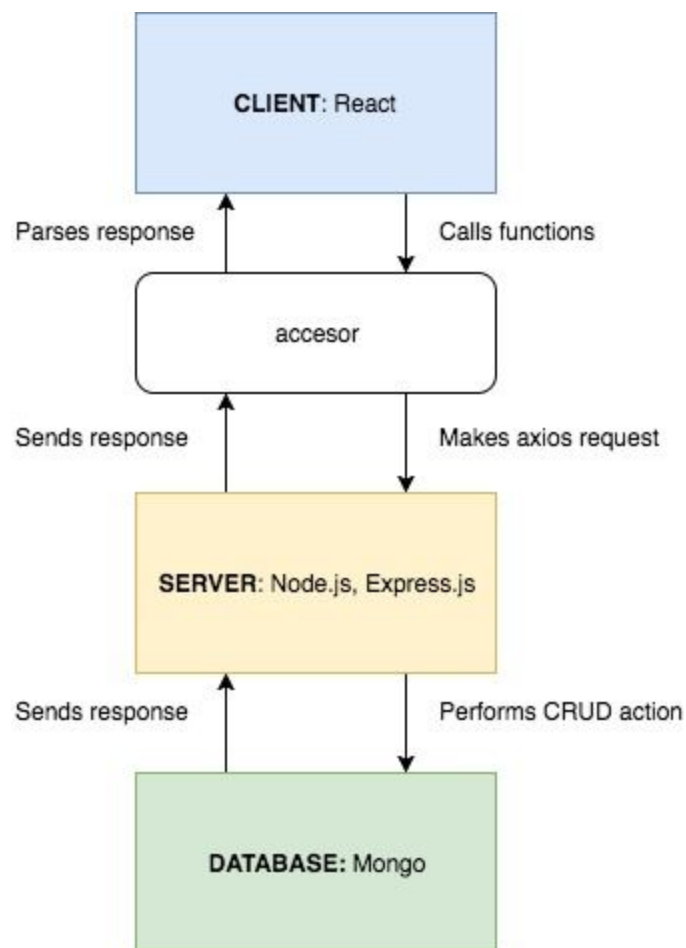 CLIENT: React
Parses response
Calls functions
accesor
Sends response
Makes axios request
SERVER: Node.js, Express.js
Sends response
Performs CRUD action
DATABASE: Mongo